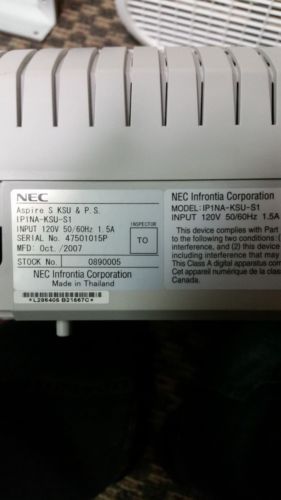 NEC
Aspire S KSU & P.S.
IP1NA-KSU-S1
INPUT 120V 50/60Hz 1.5A
SERIAL No. 47501015P
MFD: Oct./2007
INSPECTOR
TO
STOCK No. 0890005
NEC Infrontia Corporation
Made in Thailand
*L286406 B21667C*
NEC Infrontia Corporation
MODEL: IP1NA-KSU-S1
INPUT 120V 50/60Hz 1.5A
This device complies with Part
to the following two conditions: (
interference, and (2) this device
including interference that may
This Class A digital apparatus com
Cet appareil numérique de la class
Canada.